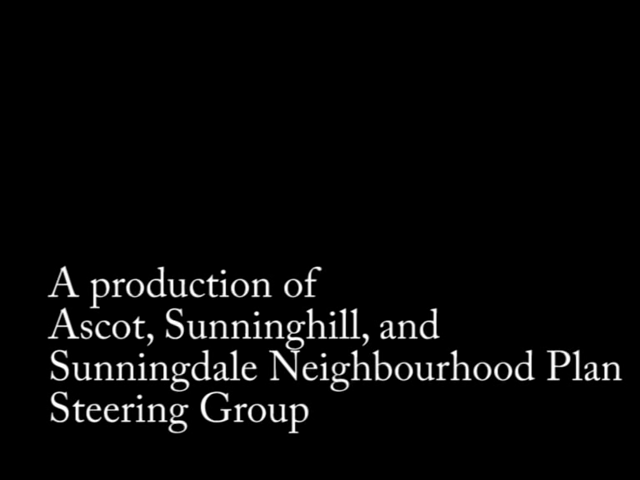 A production of
Ascot, Sunninghill, and
Sunningdale Neighbourhood Plan
Steering Group